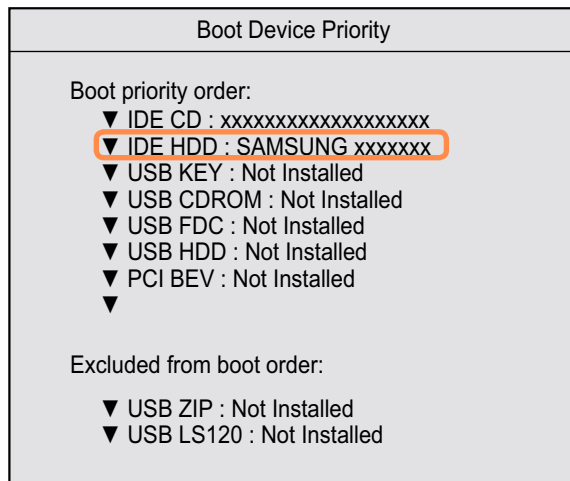 Boot Device Priority
Boot priority order:
▼ IDE CD : xxxxxxxxxxxxxxxxxxx
▼ IDE HDD : SAMSUNG xxxxxxx
▼ USB KEY : Not Installed
▼ USB CDROM : Not Installed
▼ USB FDC : Not Installed
▼ USB HDD : Not Installed
▼ PCI BEV : Not Installed
▼
Excluded from boot order:
▼ USB ZIP : Not Installed
▼ USB LS120 : Not Installed